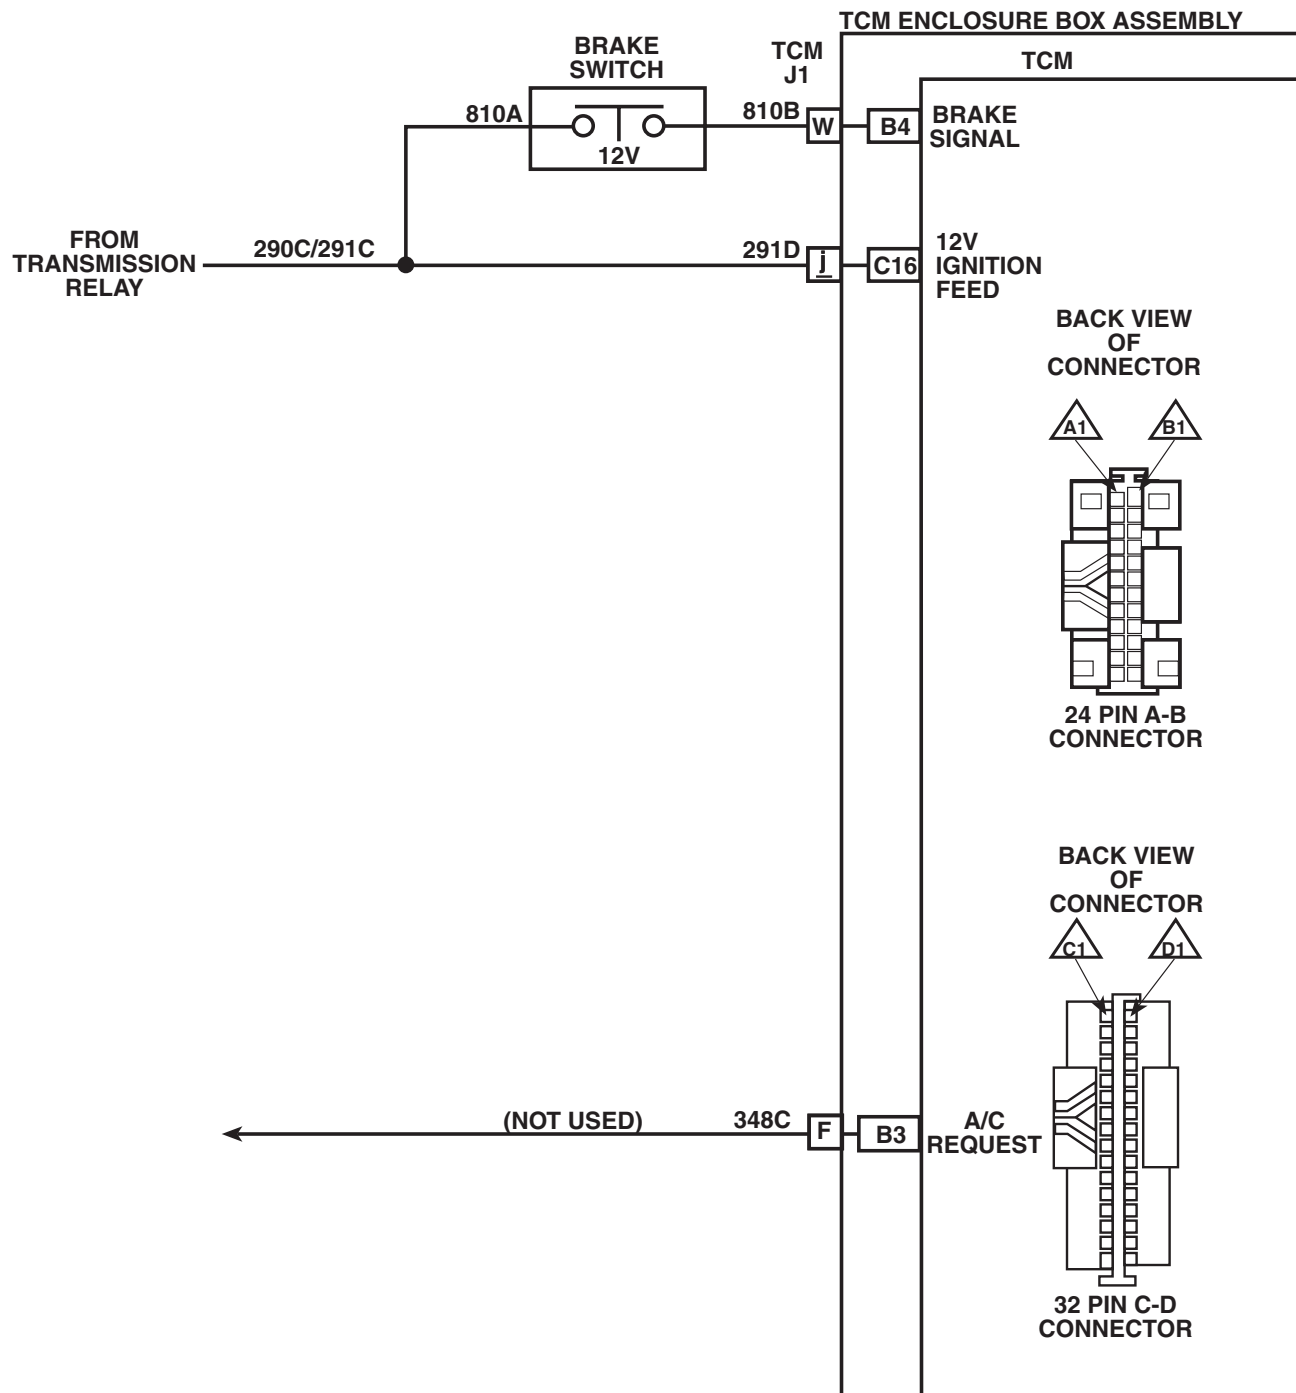 TCM ENCLOSURE BOX ASSEMBLY
TCM
BRAKE
SWITCH
TCM
J1
810A
12V
810B
W
B4
BRAKE
SIGNAL
FROM
TRANSMISSION
RELAY
290C/291C
291D
j
C16
12V
IGNITION
FEED
BACK VIEW
OF
CONNECTOR
A1
B1
24 PIN A-B
CONNECTOR
BACK VIEW
OF
CONNECTOR
C1
D1
(NOT USED)
348C
F
B3
A/C
REQUEST
32 PIN C-D
CONNECTOR